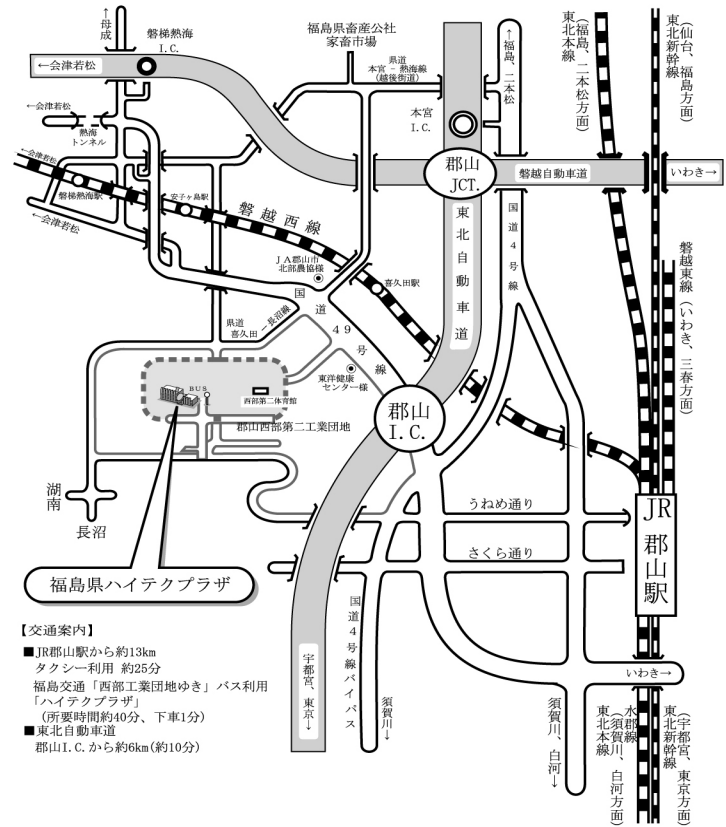 ↑母成
磐梯熱海
I.C.
福島県畜産公社
家畜市場
←会津若松
県道
本宮－熱海線
(越後街道)
↑福島、二本松
東北本線
(福島、二本松方面)
東北新幹線
(仙台、福島方面)
←会津若松
熱海
トンネル
本宮
I.C.
郡山
JCT.
磐越自動車道
いわき→
←会津若松
磐梯熱海駅
安子ヶ島駅
←会津若松
磐越西線
東北自動車道
国道4号線
JA郡山市
北部農協様
喜久田駅
磐越東線(いわき、三春方面)
国道49号線
県道
喜久田－長沼線
東洋健康
センター様
BUS
西部第二体育館
郡山西部第二工業団地
郡山
I.C.
湖南
長沼
うねめ通り
さくら通り
JR郡山駅
福島県ハイテクプラザ
国道4号線バイパス
宇都宮、東京→
須賀川→
須賀川、白河→
いわき→
東北本線
(須賀川、白河方面)
水郡線
東北新幹線
(宇都宮、東京方面)
【交通案内】
■JR郡山駅から約13km
タクシー利用 約25分
福島交通「西部工業団地ゆき」バス利用
「ハイテクプラザ」
(所要時間約40分、下車1分)
■東北自動車道
郡山I.C.から約6km(約10分)